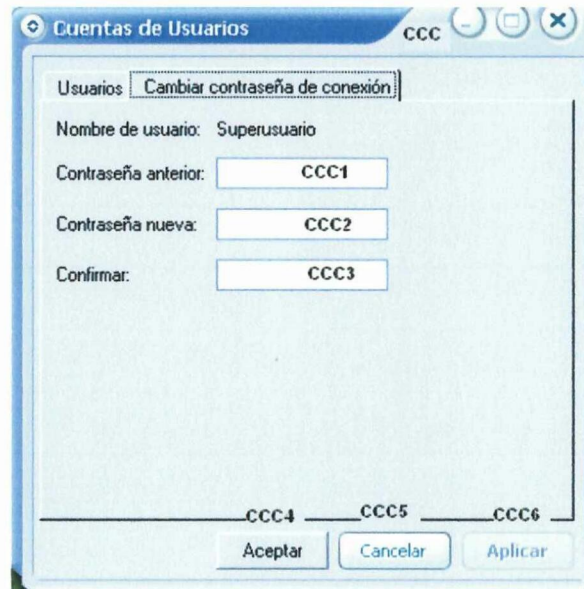 Cuentas de Usuarios CCC
Usuarios Cambiar contraseña de conexión
Nombre de usuario: Superusuario
Contraseña anterior: CCC1
Contraseña nueva: CCC2
Confirmar: CCC3
CCC4 CCC5 CCC6
Aceptar Cancelar Aplicar